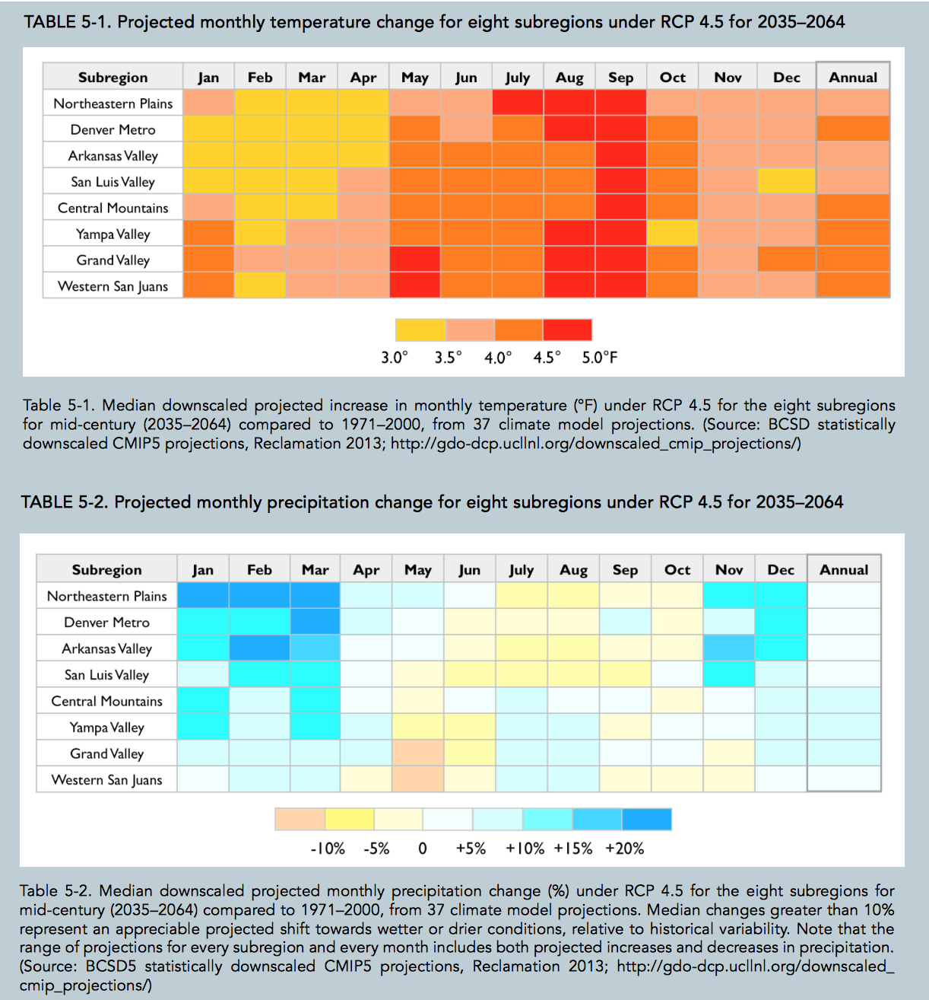 TABLE 5-1. Projected monthly temperature change for eight subregions under RCP 4.5 for 2035–2064
Subregion Jan Feb Mar Apr May Jun July Aug Sep Oct Nov Dec Annual
Northeastern Plains
Denver Metro
Arkansas Valley
San Luis Valley
Central Mountains
Yampa Valley
Grand Valley
Western San Juans
3.0° 3.5° 4.0° 4.5° 5.0°F
Table 5-1. Median downscaled projected increase in monthly temperature (°F) under RCP 4.5 for the eight subregions
for mid-century (2035–2064) compared to 1971–2000, from 37 climate model projections. (Source: BCSD statistically
downscaled CMIP5 projections, Reclamation 2013; http://gdo-dcp.ucllnl.org/downscaled_cmip_projections/)
TABLE 5-2. Projected monthly precipitation change for eight subregions under RCP 4.5 for 2035–2064
Subregion Jan Feb Mar Apr May Jun July Aug Sep Oct Nov Dec Annual
Northeastern Plains
Denver Metro
Arkansas Valley
San Luis Valley
Central Mountains
Yampa Valley
Grand Valley
Western San Juans
-10% -5% 0 +5% +10% +15% +20%
Table 5-2. Median downscaled projected monthly precipitation change (%) under RCP 4.5 for the eight subregions for
mid-century (2035–2064) compared to 1971–2000, from 37 climate model projections. Median changes greater than 10%
represent an appreciable projected shift towards wetter or drier conditions, relative to historical variability. Note that the
range of projections for every subregion and every month includes both projected increases and decreases in precipitation.
(Source: BCSD5 statistically downscaled CMIP5 projections, Reclamation 2013; http://gdo-dcp.ucllnl.org/downscaled_
cmip_projections/)